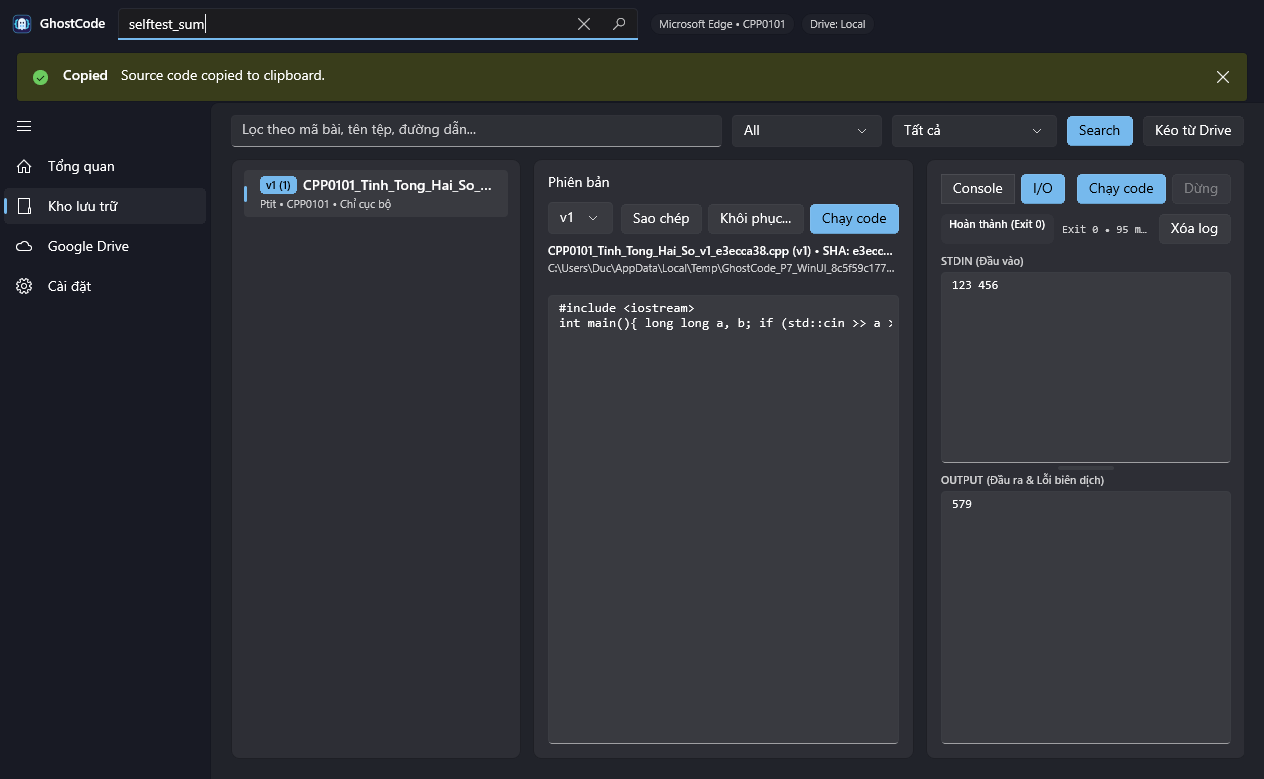 GhostCode
selftest_sum
Microsoft Edge • CPP0101
Drive: Local
Copied Source code copied to clipboard.
Tổng quan
Kho lưu trữ
Google Drive
Cài đặt
Lọc theo mã bài, tên tệp, đường dẫn...
All
Tất cả
Search
Kéo từ Drive
v1 (1) CPP0101_Tinh_Tong_Hai_So_...
Ptit • CPP0101 • Chỉ cục bộ
Phiên bản
v1
Sao chép
Khôi phục...
Chạy code
CPP0101_Tinh_Tong_Hai_So_v1_e3ecca38.cpp (v1) • SHA: e3ecc...
C:\Users\Duc\AppData\Local\Temp\GhostCode_P7_WinUI_8c5f59c177...
#include <iostream>
int main(){ long long a, b; if (std::cin >> a >
Console
I/O
Chạy code
Dừng
Hoàn thành (Exit 0)
Exit 0 • 95 m...
Xóa log
STDIN (Đầu vào)
123 456
OUTPUT (Đầu ra & Lỗi biên dịch)
579